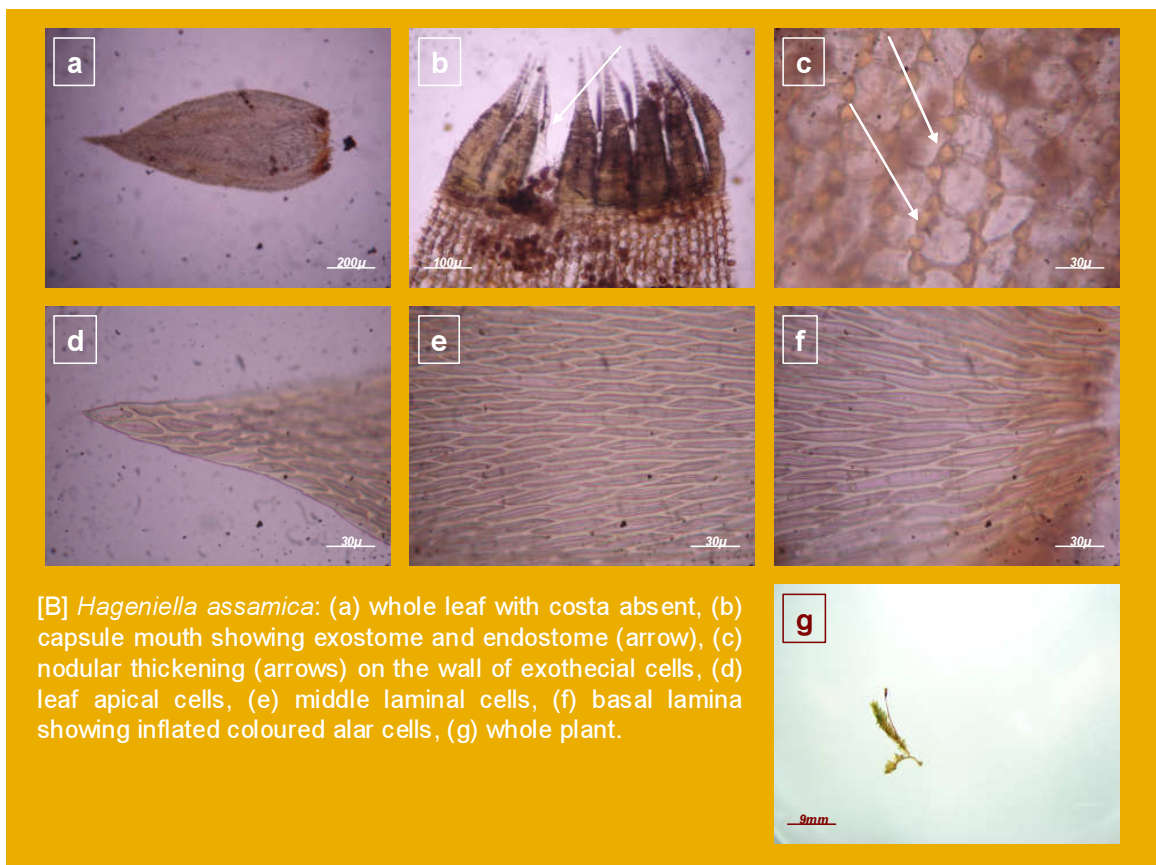 a
b
c
200µ
100µ
30µ
d
e
f
30µ
30µ
30µ
[B] Hageniella assamica: (a) whole leaf with costa absent, (b)
capsule mouth showing exostome and endostome (arrow), (c)
nodular thickening (arrows) on the wall of exothecial cells, (d)
leaf apical cells, (e) middle laminal cells, (f) basal lamina
showing inflated coloured alar cells, (g) whole plant.
g
9mm